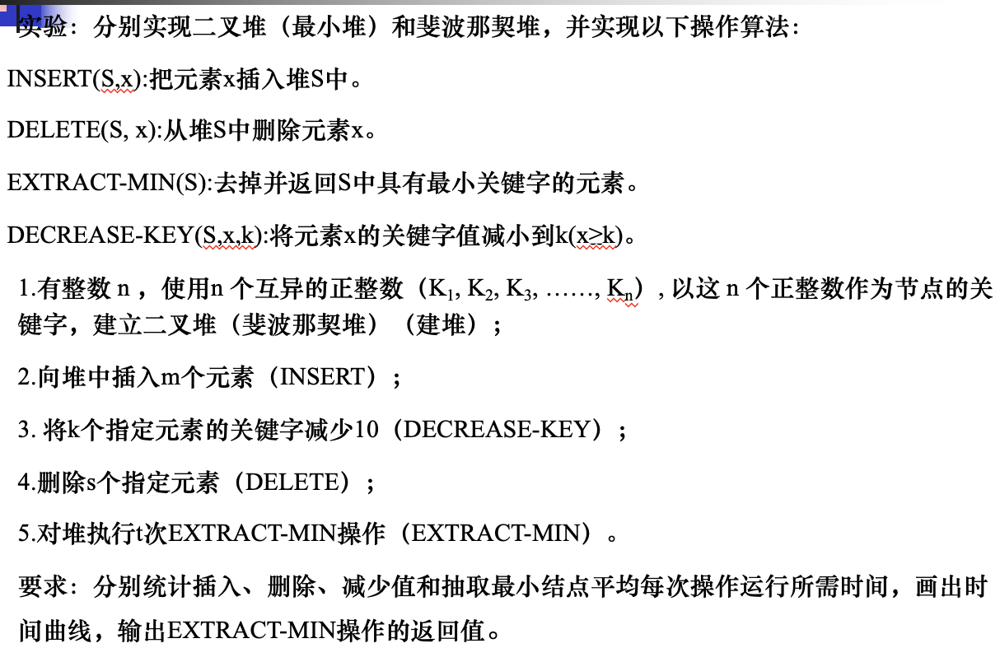 实验：分别实现二叉堆（最小堆）和斐波那契堆，并实现以下操作算法：
INSERT(S,x):把元素x插入堆S中。
DELETE(S, x):从堆S中删除元素x。
EXTRACT-MIN(S):去掉并返回S中具有最小关键字的元素。
DECREASE-KEY(S,x,k):将元素x的关键字值减小到k(x≥k)。
1.有整数 n ，使用n 个互异的正整数（K₁, K₂, K₃, ……, Kₙ）, 以这 n 个正整数作为节点的关
键字，建立二叉堆（斐波那契堆）（建堆）；
2.向堆中插入m个元素（INSERT）；
3. 将k个指定元素的关键字减少10（DECREASE-KEY）；
4.删除s个指定元素（DELETE）；
5.对堆执行t次EXTRACT-MIN操作（EXTRACT-MIN）。
要求：分别统计插入、删除、减少值和抽取最小结点平均每次操作运行所需时间，画出时
间曲线，输出EXTRACT-MIN操作的返回值。